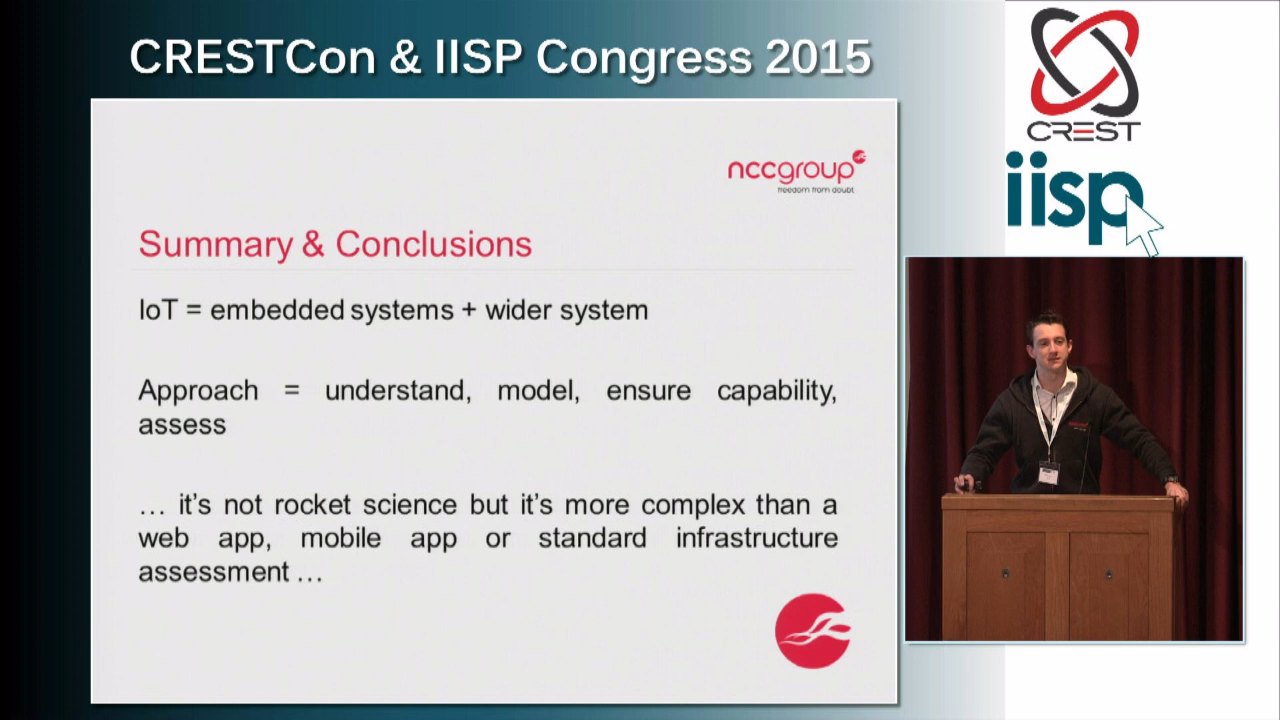 CRESTCon & IISP Congress 2015
CREST
iisp
nccgroup
freedom from doubt
Summary & Conclusions
IoT = embedded systems + wider system
Approach = understand, model, ensure capability,
assess
… it’s not rocket science but it’s more complex than a
web app, mobile app or standard infrastructure
assessment …